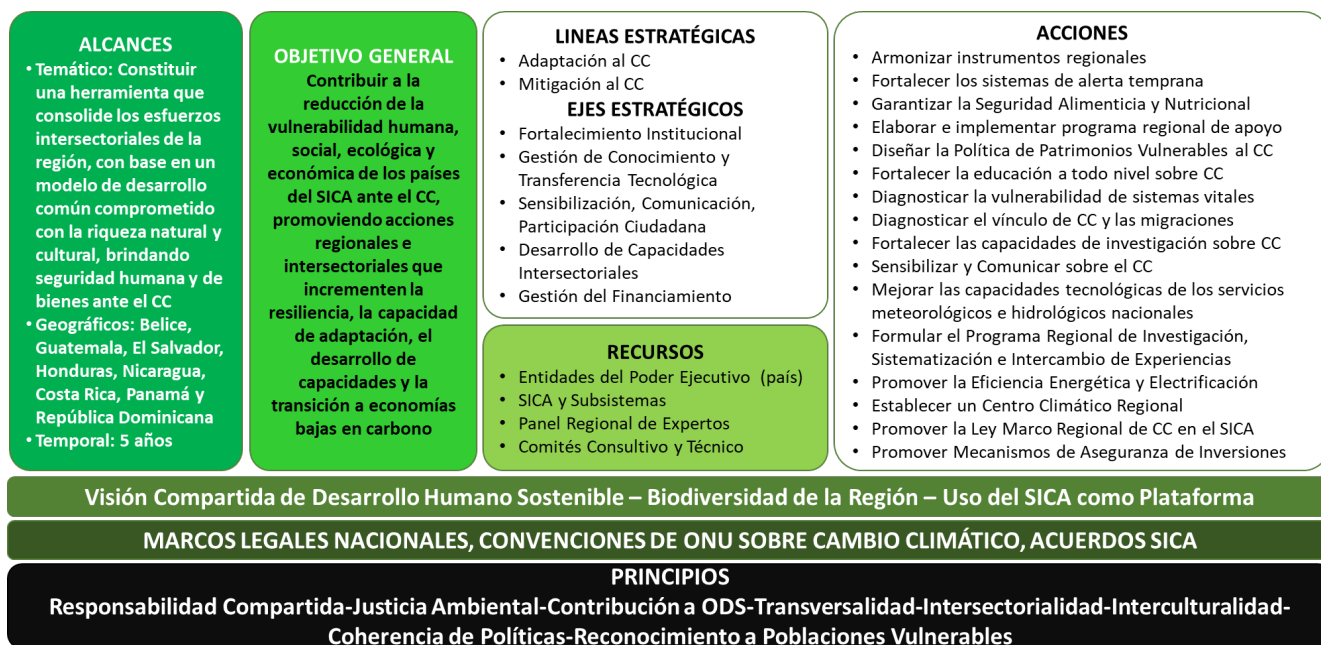 ALCANCES
• Temático: Constituir
una herramienta que
consolide los esfuerzos
intersectoriales de la
región, con base en un
modelo de desarrollo
común comprometido
con la riqueza natural y
cultural, brindando
seguridad humana y de
bienes ante el CC
• Geográficos: Belice,
Guatemala, El Salvador,
Honduras, Nicaragua,
Costa Rica, Panamá y
República Dominicana
• Temporal: 5 años
OBJETIVO GENERAL
Contribuir a la
reducción de la
vulnerabilidad humana,
social, ecológica y
económica de los países
del SICA ante el CC,
promoviendo acciones
regionales e
intersectoriales que
incrementen la
resiliencia, la capacidad
de adaptación, el
desarrollo de
capacidades y la
transición a economías
bajas en carbono
LINEAS ESTRATÉGICAS
• Adaptación al CC
• Mitigación al CC
EJES ESTRATÉGICOS
• Fortalecimiento Institucional
• Gestión de Conocimiento y
Transferencia Tecnológica
• Sensibilización, Comunicación,
Participación Ciudadana
• Desarrollo de Capacidades
Intersectoriales
• Gestión del Financiamiento
RECURSOS
• Entidades del Poder Ejecutivo (país)
• SICA y Subsistemas
• Panel Regional de Expertos
• Comités Consultivo y Técnico
ACCIONES
• Armonizar instrumentos regionales
• Fortalecer los sistemas de alerta temprana
• Garantizar la Seguridad Alimenticia y Nutricional
• Elaborar e implementar programa regional de apoyo
• Diseñar la Política de Patrimonios Vulnerables al CC
• Fortalecer la educación a todo nivel sobre CC
• Diagnosticar la vulnerabilidad de sistemas vitales
• Diagnosticar el vínculo de CC y las migraciones
• Fortalecer las capacidades de investigación sobre CC
• Sensibilizar y Comunicar sobre el CC
• Mejorar las capacidades tecnológicas de los servicios
meteorológicos e hidrológicos nacionales
• Formular el Programa Regional de Investigación,
Sistematización e Intercambio de Experiencias
• Promover la Eficiencia Energética y Electrificación
• Establecer un Centro Climático Regional
• Promover la Ley Marco Regional de CC en el SICA
• Promover Mecanismos de Aseguranza de Inversiones
Visión Compartida de Desarrollo Humano Sostenible – Biodiversidad de la Región – Uso del SICA como Plataforma
MARCOS LEGALES NACIONALES, CONVENCIONES DE ONU SOBRE CAMBIO CLIMÁTICO, ACUERDOS SICA
PRINCIPIOS
Responsabilidad Compartida-Justicia Ambiental-Contribución a ODS-Transversalidad-Intersectorialidad-Interculturalidad-
Coherencia de Políticas-Reconocimiento a Poblaciones Vulnerables